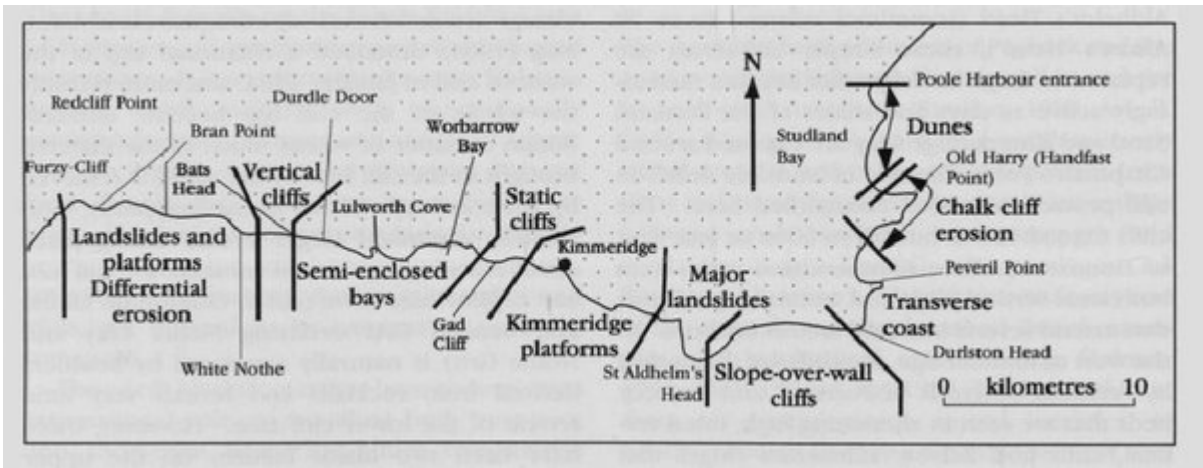 Redcliff Point
Durdle Door
Bran Point
Worbarrow
Bay
Furzy-Cliff
Bats
Head
Vertical
cliffs
Lulworth Cove
Static
cliffs
Landslides and
platforms
Differential
erosion
Semi-enclosed
bays
Kimmeridge
White Nothe
Gad
Cliff
Kimmeridge
platforms
Major
landslides
St Aldhelm's
Head
Slope-over-wall
cliffs
N
Poole Harbour entrance
Studland
Bay
Dunes
Old Harry (Handfast
Point)
Chalk cliff
erosion
Peveril Point
Transverse
coast
Durlston Head
0 kilometres 10